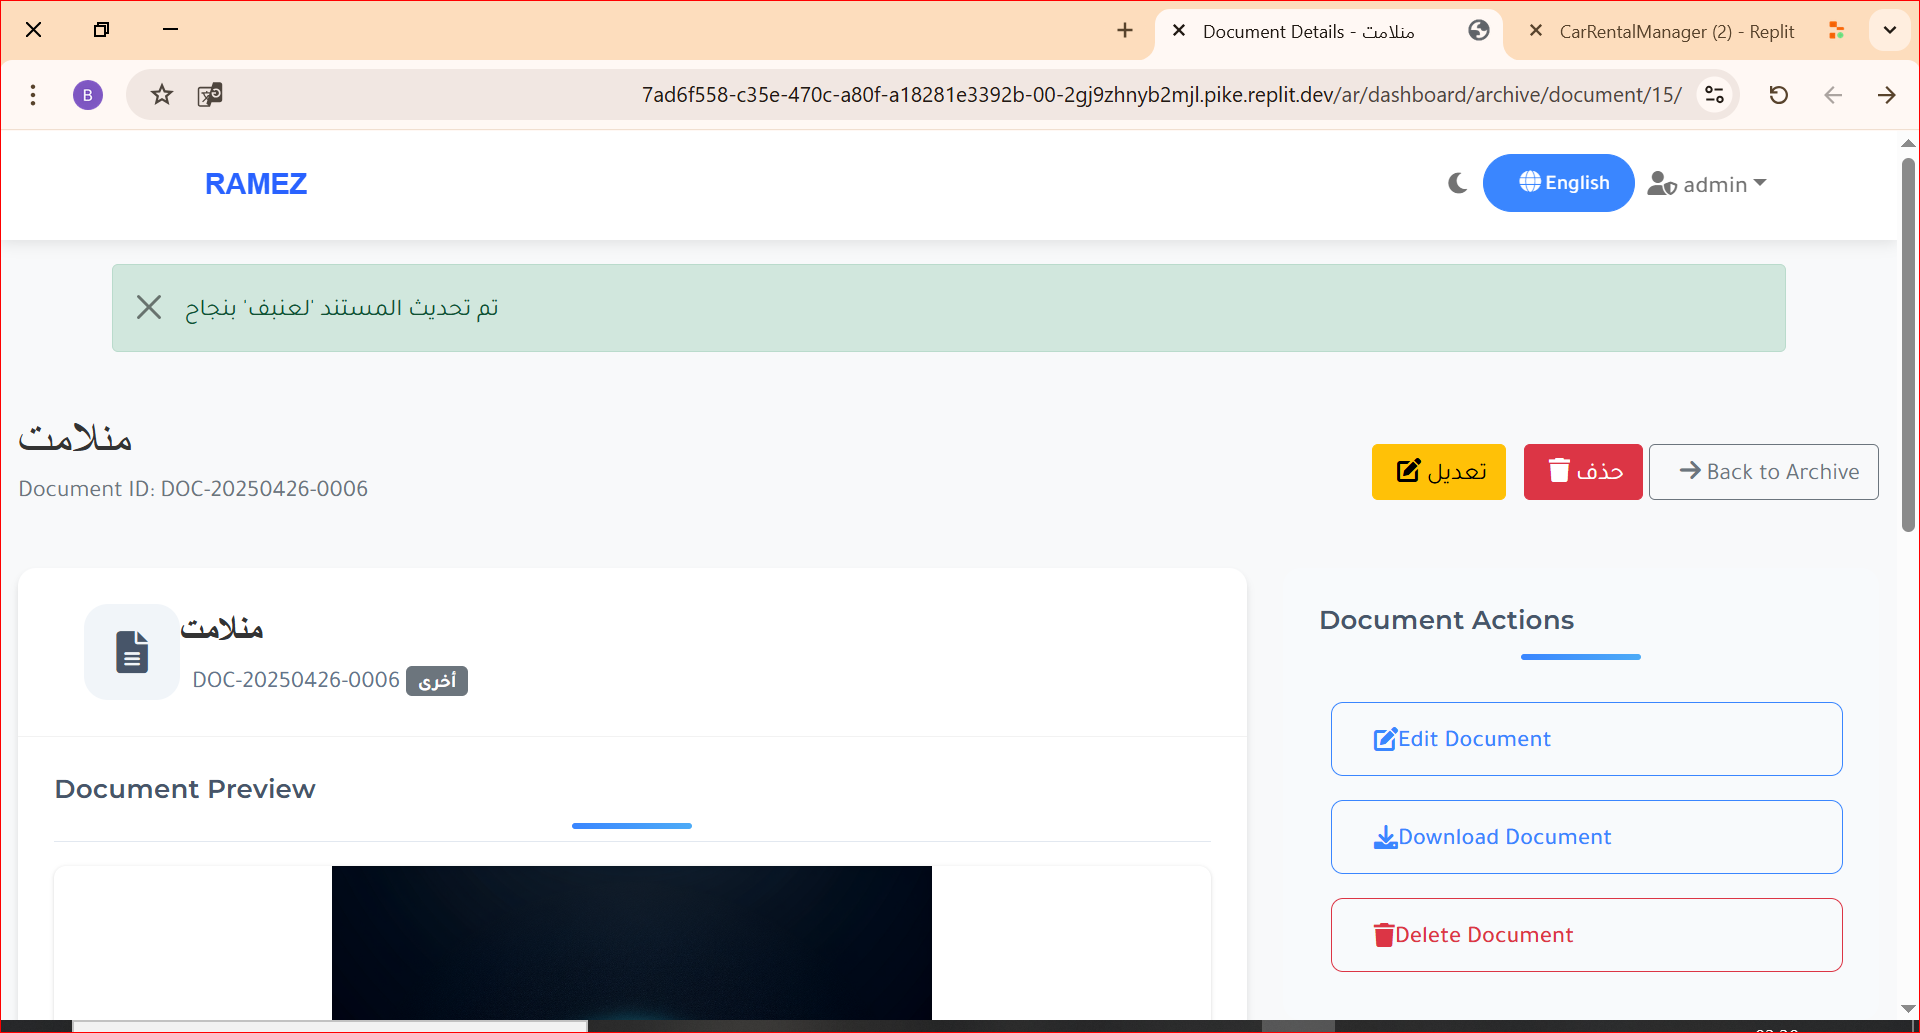 Document Details - منلامت
CarRentalManager (2) - Replit
B
7ad6f558-c35e-470c-a80f-a18281e3392b-00-2gj9zhnyb2mjl.pike.replit.dev/ar/dashboard/archive/document/15/
RAMEZ
English
admin
تم تحديث المستند 'لعنبف' بنجاح
منلامت
Document ID: DOC-20250426-0006
تعديل
حذف
Back to Archive
منلامت
DOC-20250426-0006 أخرى
Document Preview
Document Actions
Edit Document
Download Document
Delete Document